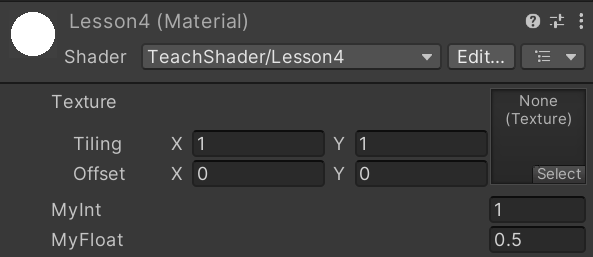 Lesson4 (Material)
Shader TeachShader/Lesson4 Edit...
Texture
None
(Texture)
Tiling X 1 Y 1
Offset X 0 Y 0
Select
MyInt 1
MyFloat 0.5